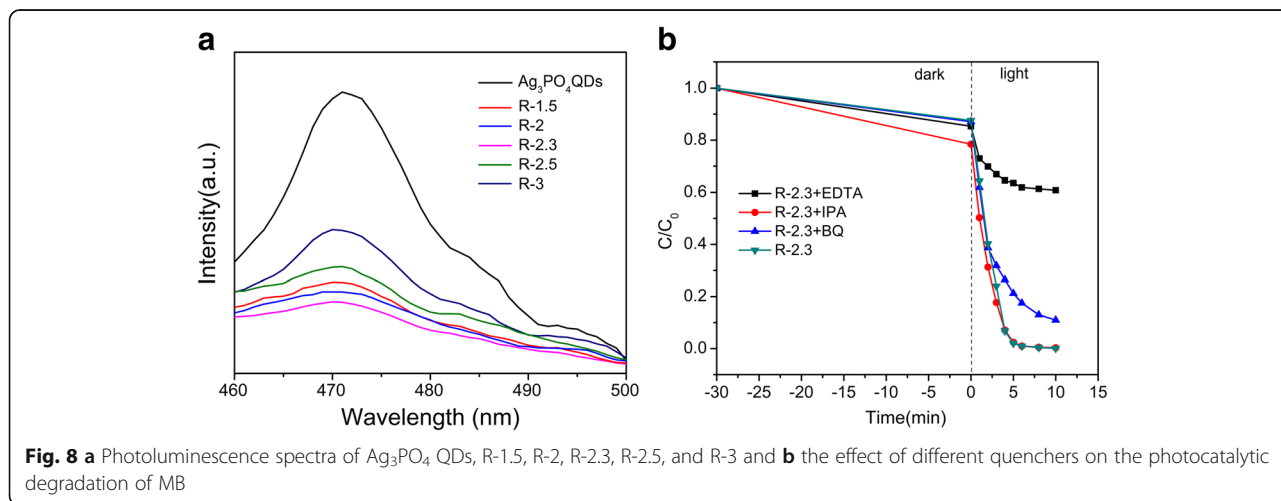 a
Intensity(a.u.)
Ag₃PO₄QDs
R-1.5
R-2
R-2.3
R-2.5
R-3
460 470 480 490 500
Wavelength (nm)
b
dark light
C/C₀
1.0
0.8
0.6
0.4
0.2
0.0
R-2.3+EDTA
R-2.3+IPA
R-2.3+BQ
R-2.3
-30 -25 -20 -15 -10 -5 0 5 10 15
Time(min)
Fig. 8 a Photoluminescence spectra of Ag₃PO₄ QDs, R-1.5, R-2, R-2.3, R-2.5, and R-3 and b the effect of different quenchers on the photocatalytic
degradation of MB